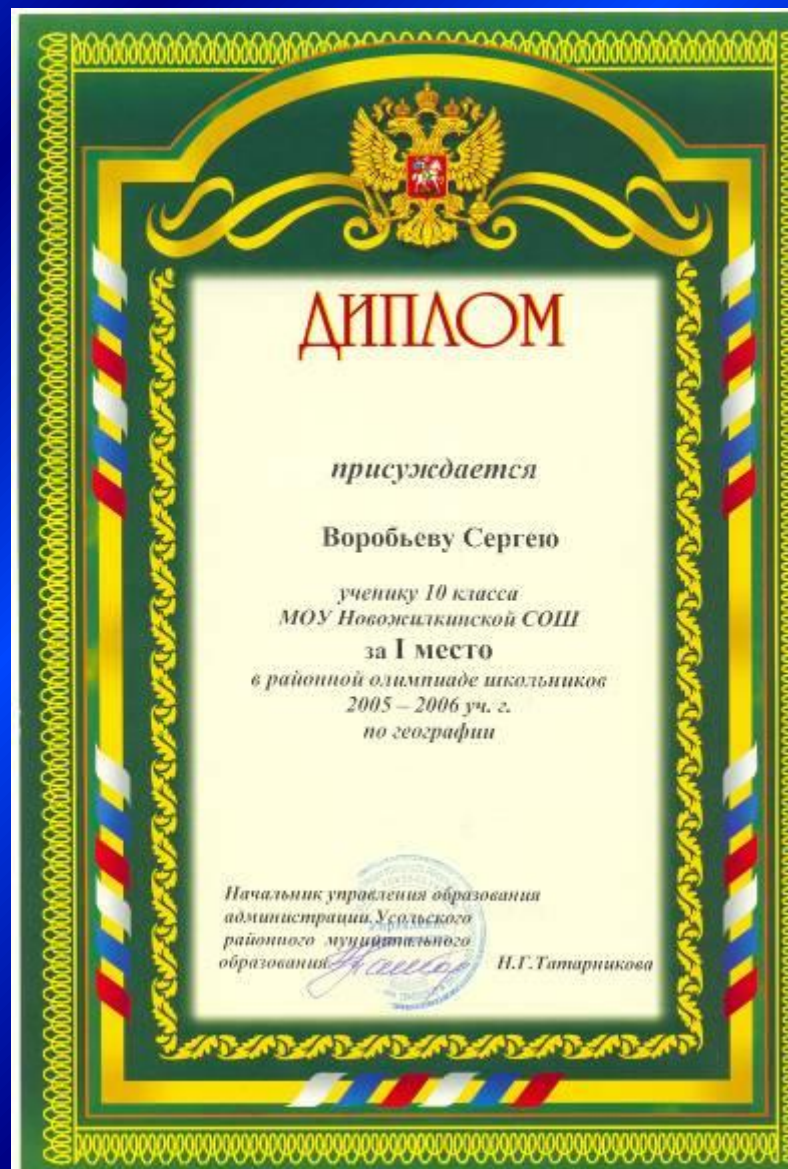 ДИПЛОМ
присуждается
Воробьеву Сергею
ученику 10 класса
МОУ Новожилкинской СОШ
за I место
в районной олимпиаде школьников
2005 – 2006 уч. г.
по географии
Начальник управления образования
администрации Усольского
районного муниципального
образования Н.Г.Татарникова